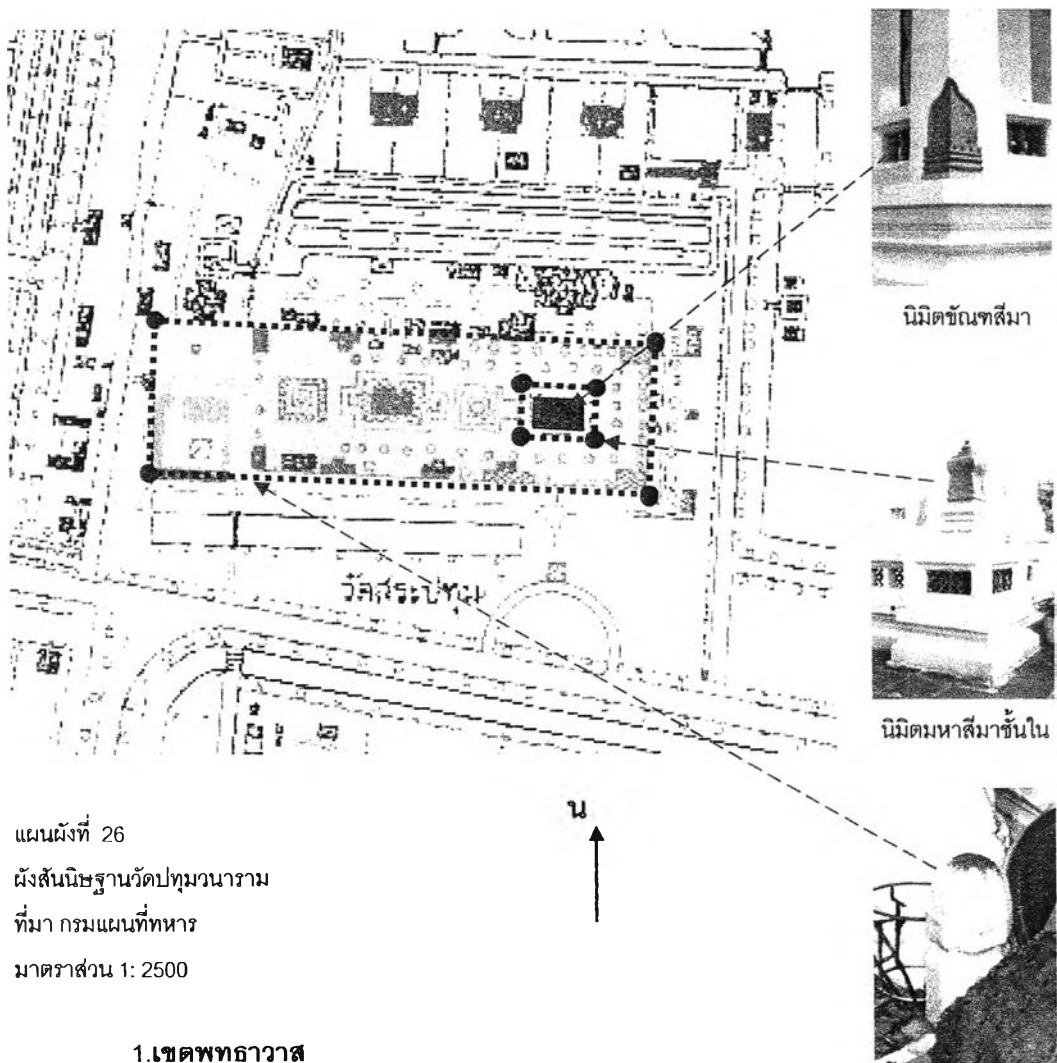 นิมิตขัณฑสีมา
วัดสระปทุม
นิมิตมหาสีมาชั้นใน
น
แผนผังที่ 26
ผังสันนิษฐานวัดปทุมวนาราม
ที่มา กรมแผนที่ทหาร
มาตราส่วน 1: 2500
1.เขตพุทธาวาส